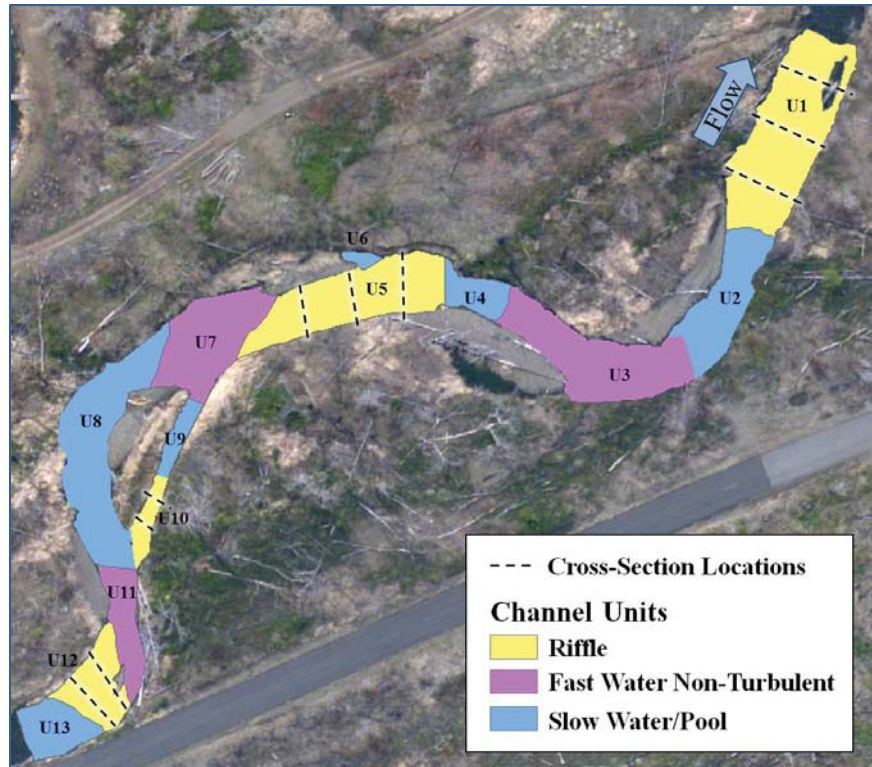 U1
Flow
U6
U5
U4
U2
U7
U3
U8
U9
U10
U11
U12
U13
Cross-Section Locations
Channel Units
Riffle
Fast Water Non-Turbulent
Slow Water/Pool